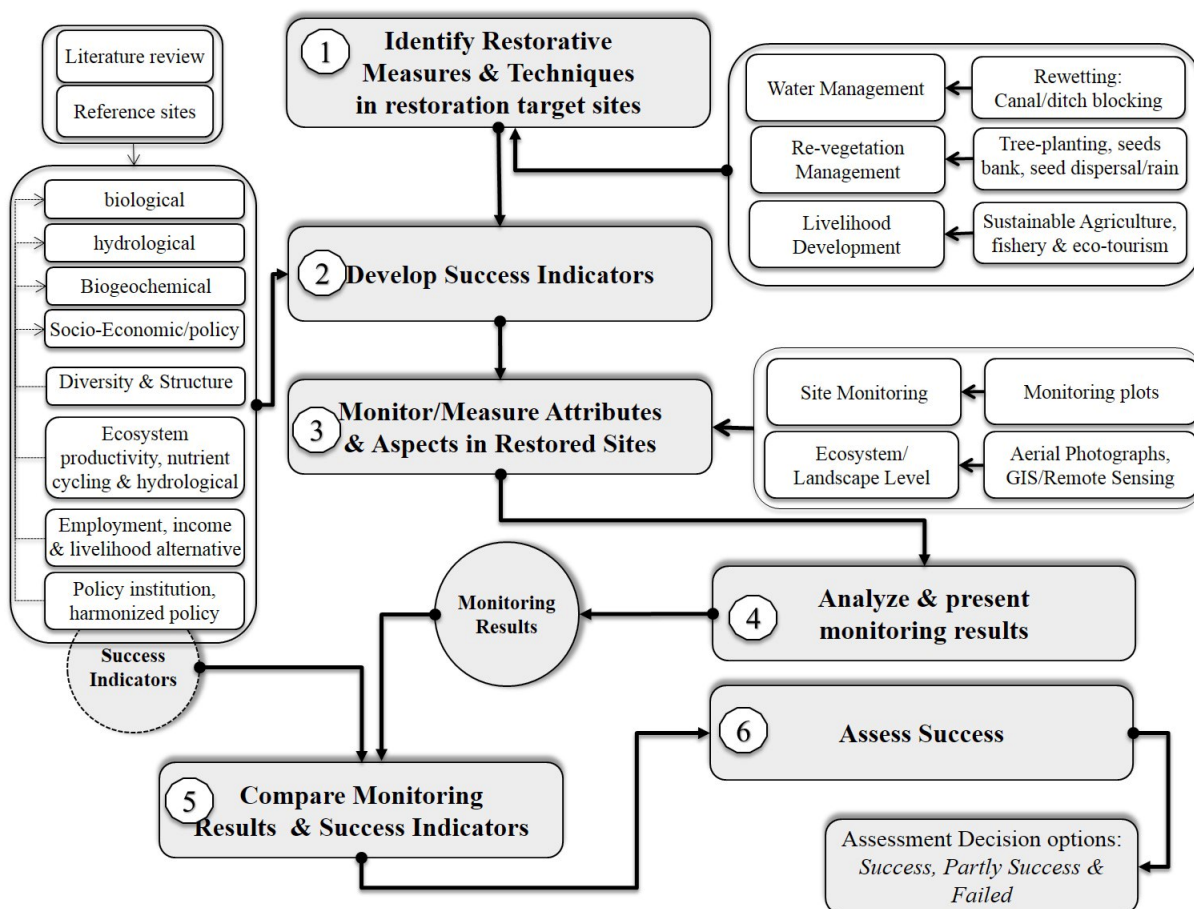 Literature review
Reference sites
biological
hydrological
Biogeochemical
Socio-Economic/policy
Diversity & Structure
Ecosystem
productivity, nutrient
cycling & hydrological
Employment, income
& livelihood alternative
Policy institution,
harmonized policy
Success
Indicators
1
Identify Restorative
Measures & Techniques
in restoration target sites
Water Management
Rewetting:
Canal/ditch blocking
Re-vegetation
Management
Tree-planting, seeds
bank, seed dispersal/rain
Livelihood
Development
Sustainable Agriculture,
fishery & eco-tourism
2
Develop Success Indicators
3
Monitor/Measure Attributes
& Aspects in Restored Sites
Site Monitoring
Monitoring plots
Ecosystem/
Landscape Level
Aerial Photographs,
GIS/Remote Sensing
4
Analyze & present
monitoring results
Monitoring
Results
5
Compare Monitoring
Results & Success Indicators
6
Assess Success
Assessment Decision options:
Success, Partly Success &
Failed